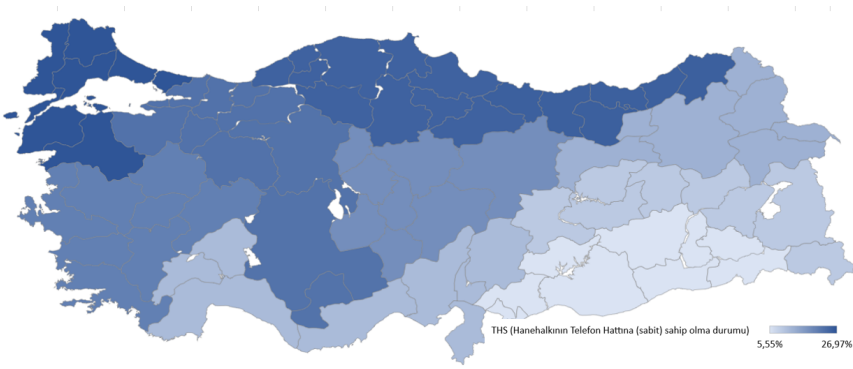 THS (Hanehalkının Telefon Hattına (sabit) sahip olma durumu)
5,55% 26,97%